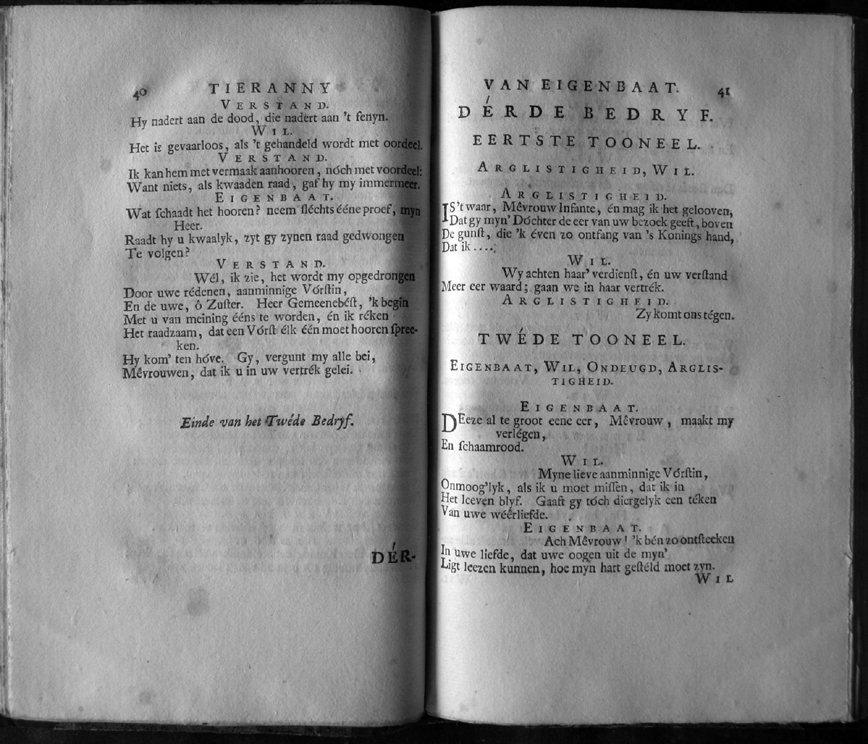 40 TIERANNY
VERSTAND.
Hy nadert aan de dood, die nadert aan 't fenyn.
WIL.
Het is gevaarloos, als 't gehandeld wordt met oordeel.
VERSTAND.
Ik kan hem met vermaak aanhooren, nóch met voordeel:
Want niets, als kwaaden raad, gaf hy my immermeer.
EIGENBAAT.
Wat schaadt het hooren? neem sléchts ééne proef, myn
Heer.
Raadt hy u kwaalyk, zyt gy zynen raad gedwongen
Te volgen?
VERSTAND.
Wél, ik zie, het wordt my opgedrongen
Door uwe rédenen, aanminnige Vórstin,
En de uwe, ô Zuster. Heer Gemeenebést, 'k begin
Met u van meining ééns te worden, én ik réken
Het raadzaam, dat een Vórst élk één moet hooren spree-
ken.
Hy kom' ten hóve. Gy, vergunt my alle bei,
Mêvrouwen, dat ik u in uw vertrék gelei.
Einde van het Twéde Bedryf.
DÉR-
VAN EIGENBAAT. 41
DÉRDE BEDRYF.
EERTSTE TOONEEL.
ARGLISTIGHEID, WIL.
ARGLISTIGHEID.
IS't waar, Mêvrouw Infante, én mag ik het gelooven,
Dat gy myn' Dóchter de eer van uw bezoek geeft, boven
De gunst, die 'k éven zo ontfang van 's Konings hand,
Dat ik ....
WIL.
Wy achten haar' verdienst, én uw verstand
Meer eer waard; gaan we in haar vertrék.
ARGLISTIGHEID.
Zy komt ons tégen.
TWÉDE TOONEEL.
EIGENBAAT, WIL, ONDEUGD, ARGLIS-
TIGHEID.
EIGENBAAT.
DEeze al te groot eene eer, Mêvrouw, maakt my
verlégen,
En schaamrood.
WIL.
Myne lieve aanminnige Vórstin,
Onmoog'lyk, als ik u moet missen, dat ik in
Het leeven blyf. Gaaft gy tóch diergelyk een téken
Van uwe wéérliefde.
EIGENBAAT.
Ach Mêvrouw! 'k bén zo ontsteeken
In uwe liefde, dat uwe oogen uit de myn'
Ligt leezen kunnen, hoe myn hart gestéld moet zyn.
WIL